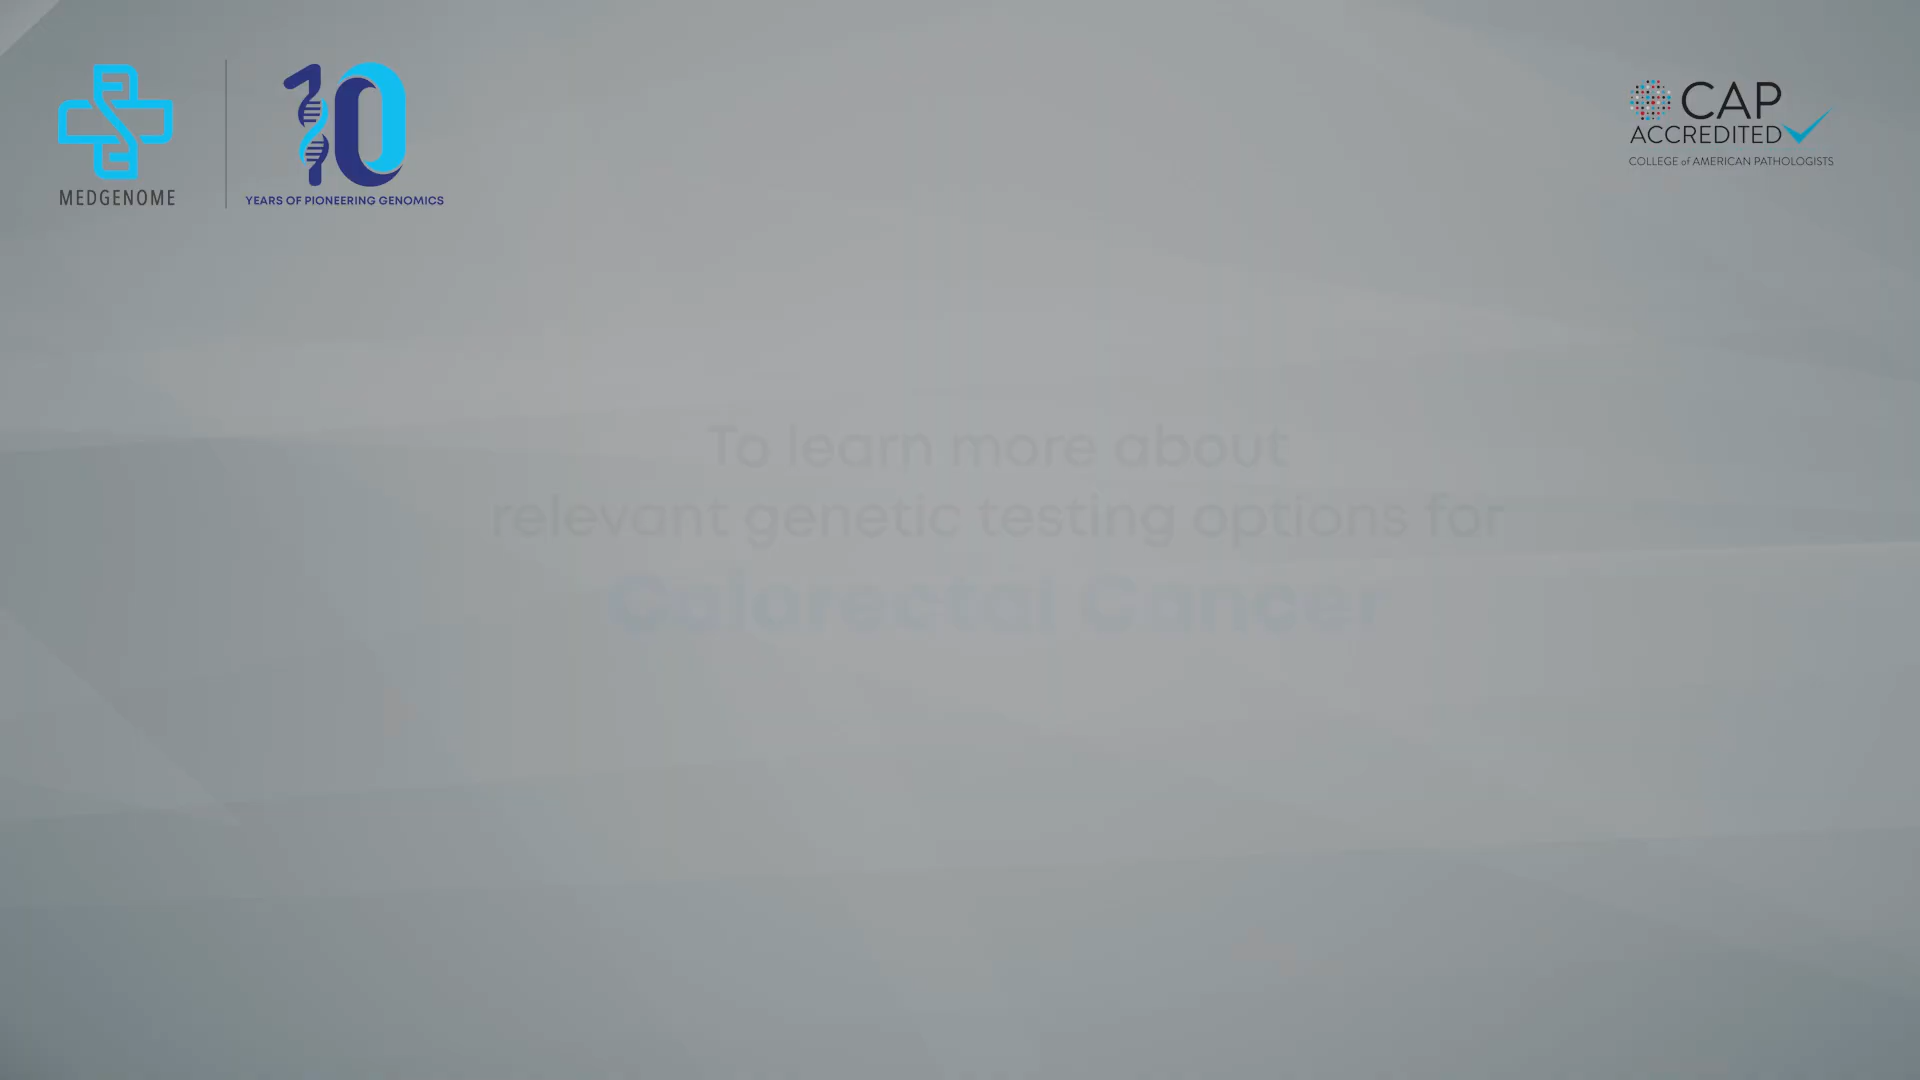 MEDGENOME
10
YEARS OF PIONEERING GENOMICS
CAP
ACCREDITED
COLLEGE of AMERICAN PATHOLOGISTS
To learn more about
relevant genetic testing options for
Colorectal Cancer